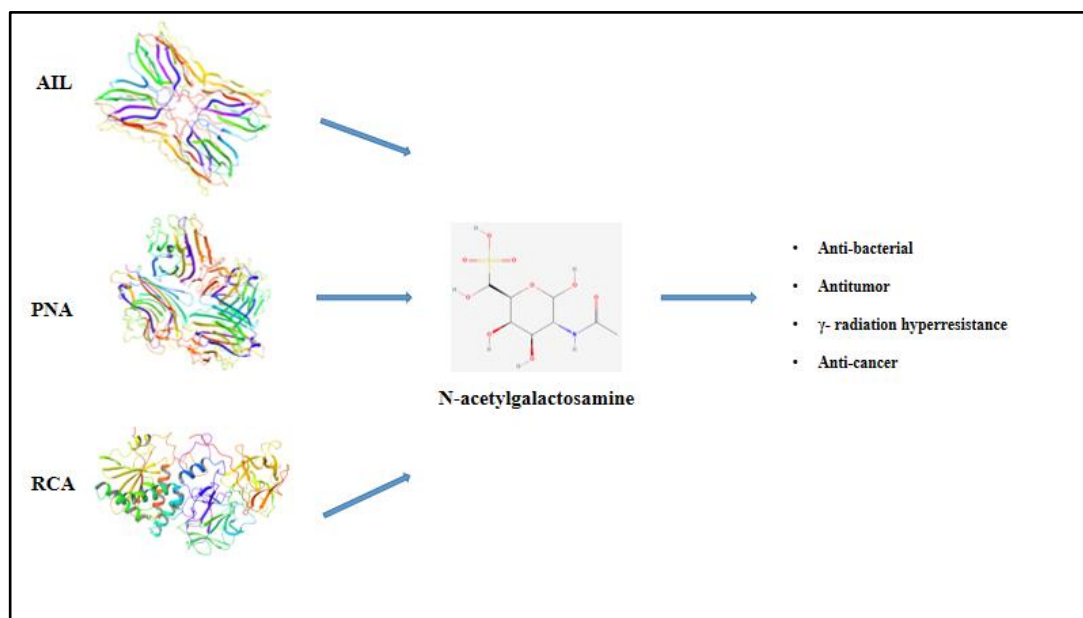 AIL
PNA
RCA
N-acetylgalactosamine
• Anti-bacterial
• Antitumor
• γ- radiation hyperresistance
• Anti-cancer